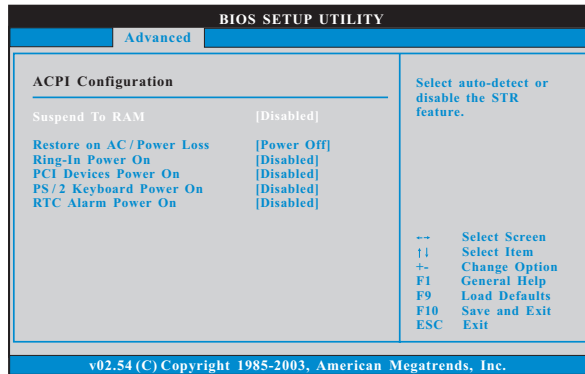 BIOS SETUP UTILITY
Advanced
ACPI Configuration
Suspend To RAM [Disabled]
Restore on AC / Power Loss [Power Off]
Ring-In Power On [Disabled]
PCI Devices Power On [Disabled]
PS / 2 Keyboard Power On [Disabled]
RTC Alarm Power On [Disabled]
Select auto-detect or
disable the STR
feature.
←→ Select Screen
↑↓ Select Item
+- Change Option
F1 General Help
F9 Load Defaults
F10 Save and Exit
ESC Exit
v02.54 (C) Copyright 1985-2003, American Megatrends, Inc.